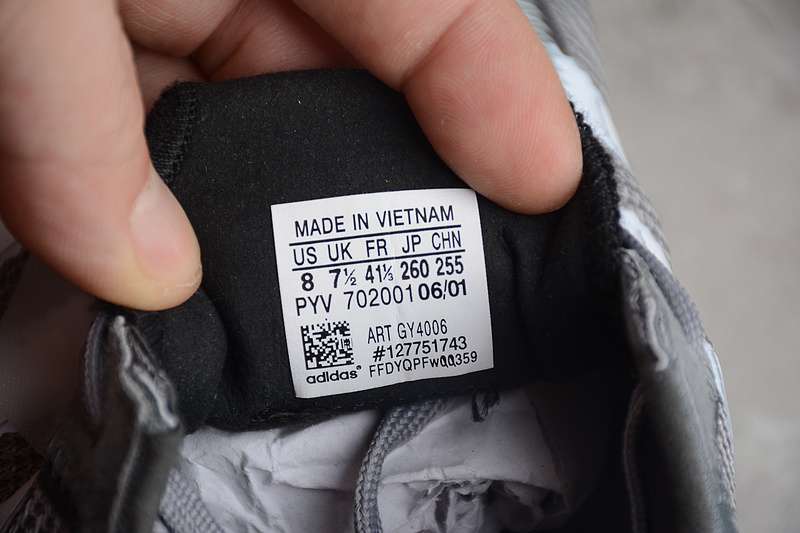 MADE IN VIETNAM
US UK FR JP CHN
8 7½ 41⅓ 260 255
PYV 702001 06/01
ART GY4006
#127751743
adidas® FFDYQPFw00359